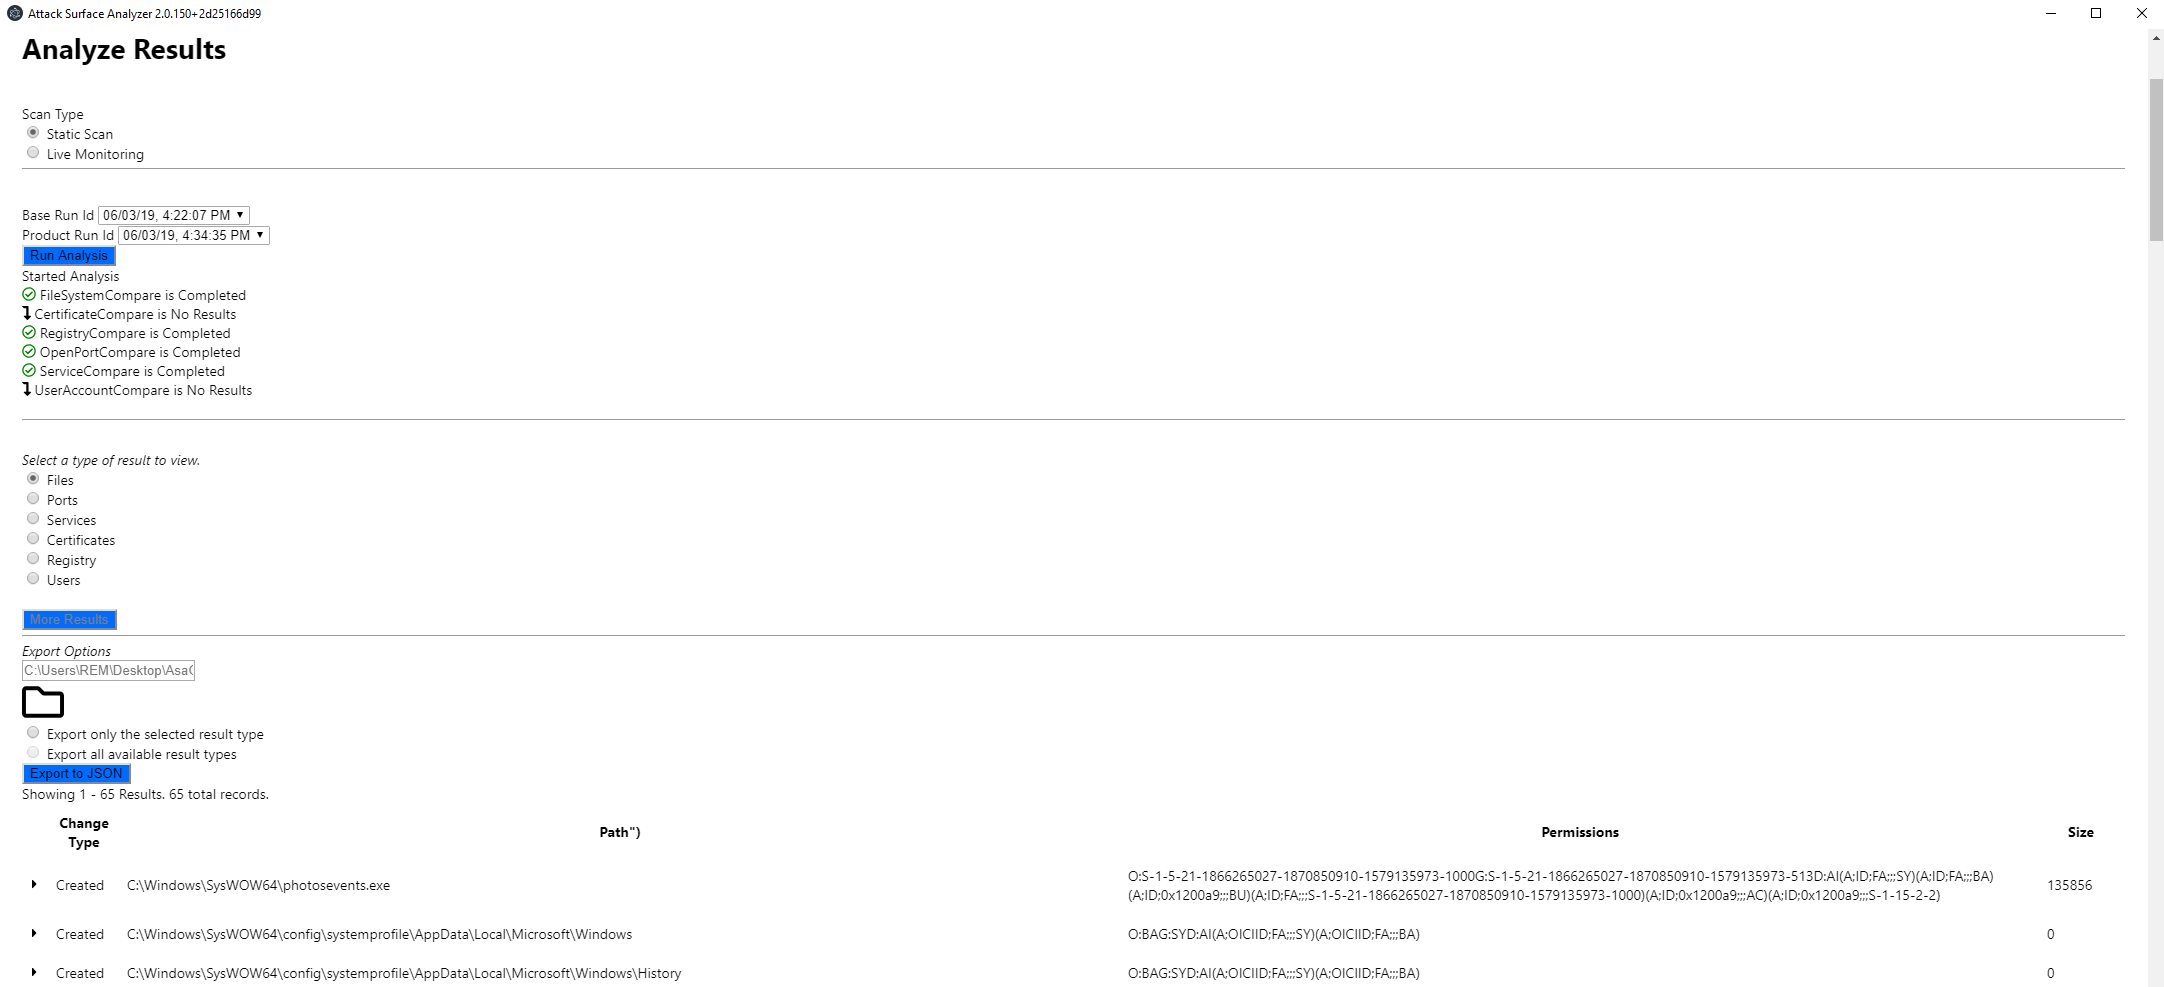 Attack Surface Analyzer 2.0.150+2d25166d99
Analyze Results
Scan Type
Static Scan
Live Monitoring
Base Run Id 06/03/19, 4:22:07 PM
Product Run Id 06/03/19, 4:34:35 PM
Run Analysis
Started Analysis
FileSystemCompare is Completed
CertificateCompare is No Results
RegistryCompare is Completed
OpenPortCompare is Completed
ServiceCompare is Completed
UserAccountCompare is No Results
Select a type of result to view.
Files
Ports
Services
Certificates
Registry
Users
More Results
Export Options
C:\Users\REM\Desktop\Asa
Export only the selected result type
Export all available result types
Export to JSON
Showing 1 - 65 Results. 65 total records.
Change Type Path") Permissions Size
Created C:\Windows\SysWOW64\photosevents.exe O:S-1-5-21-1866265027-1870850910-1579135973-1000G:S-1-5-21-1866265027-1870850910-1579135973-513D:AI(A;ID;FA;;;SY)(A;ID;FA;;;BA) 135856
(A;ID;0x1200a9;;;BU)(A;ID;FA;;;S-1-5-21-1866265027-1870850910-1579135973-1000)(A;ID;0x1200a9;;;AC)(A;ID;0x1200a9;;;S-1-15-2-2)
Created C:\Windows\SysWOW64\config\systemprofile\AppData\Local\Microsoft\Windows O:BAG:SYD:AI(A;OICIID;FA;;;SY)(A;OICIID;FA;;;BA) 0
Created C:\Windows\SysWOW64\config\systemprofile\AppData\Local\Microsoft\Windows\History O:BAG:SYD:AI(A;OICIID;FA;;;SY)(A;OICIID;FA;;;BA) 0